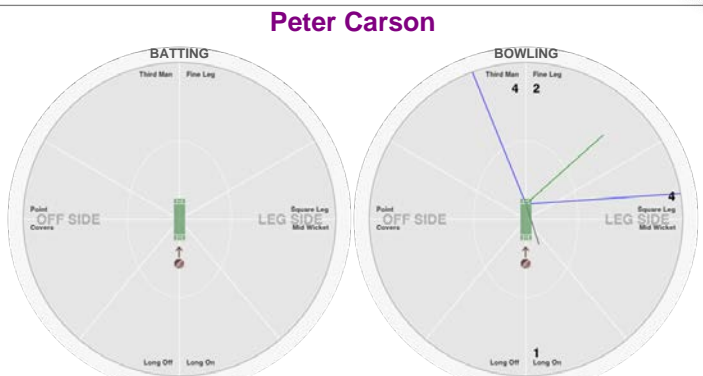 Peter Carson
BATTING
Third Man Fine Leg
Point
OFF SIDE
Covers
Square Leg
LEG SIDE
Mid Wicket
Long Off Long On
BOWLING
Third Man Fine Leg
4 2
Point
OFF SIDE
Covers
4
Square Leg
LEG SIDE
Mid Wicket
1
Long Off Long On